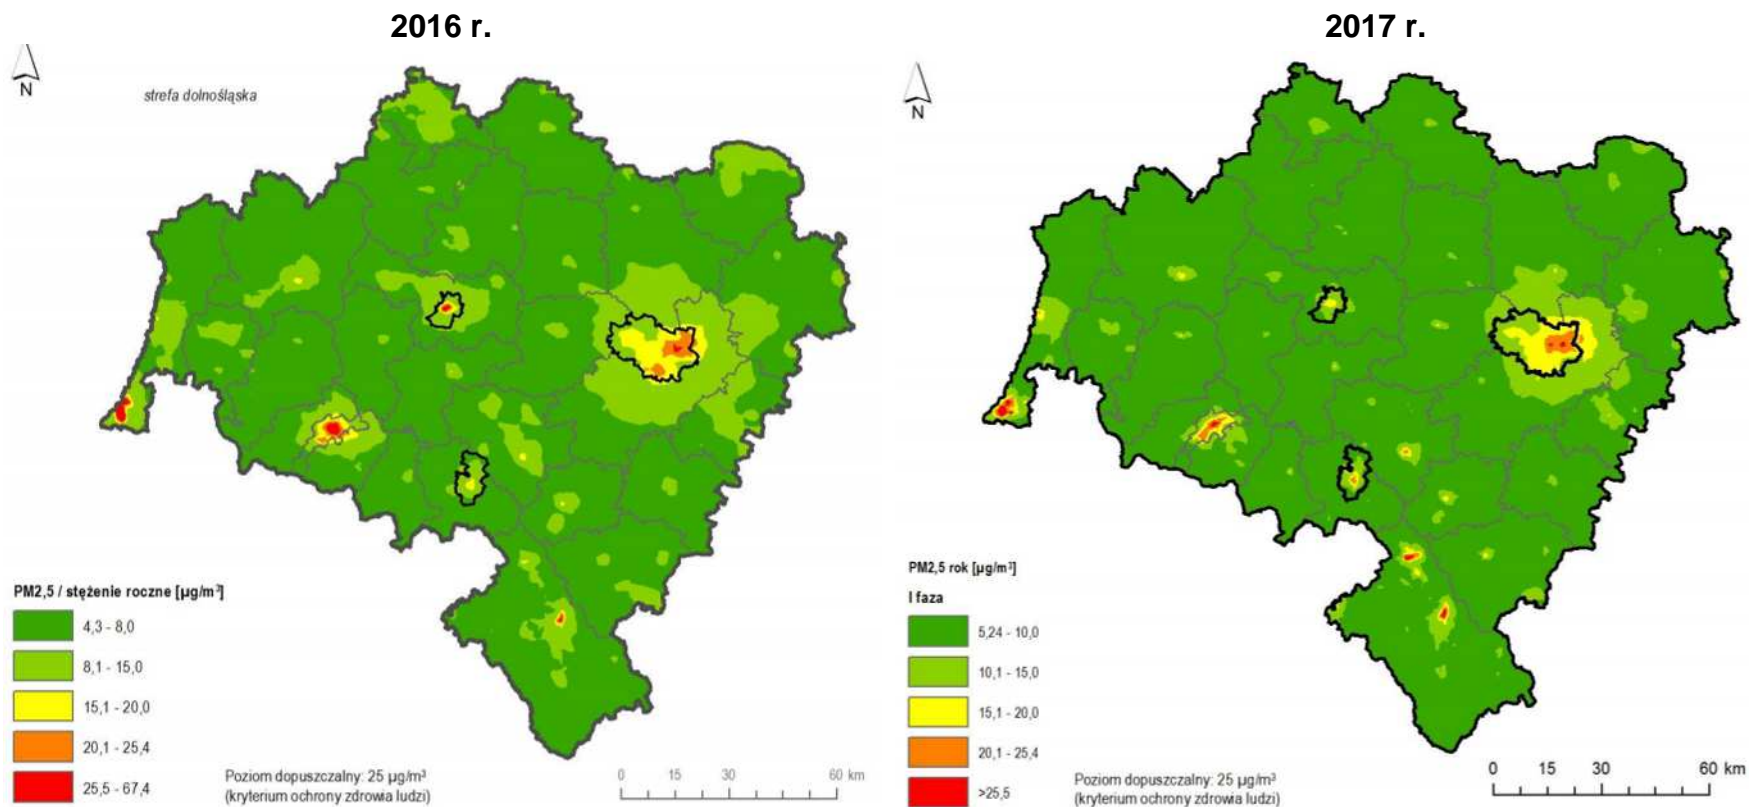 2016 r.
N
strefa dolnośląska
PM2,5 / stężenie roczne [µg/m³]
4,3 - 8,0
8,1 - 15,0
15,1 - 20,0
20,1 - 25,4
25,5 - 67,4
Poziom dopuszczalny: 25 µg/m³
(kryterium ochrony zdrowia ludzi)
0 15 30 60 km
2017 r.
N
PM2,5 rok [µg/m³]
I faza
5,24 - 10,0
10,1 - 15,0
15,1 - 20,0
20,1 - 25,4
>25,5
Poziom dopuszczalny: 25 µg/m³
(kryterium ochrony zdrowia ludzi)
0 15 30 60 km